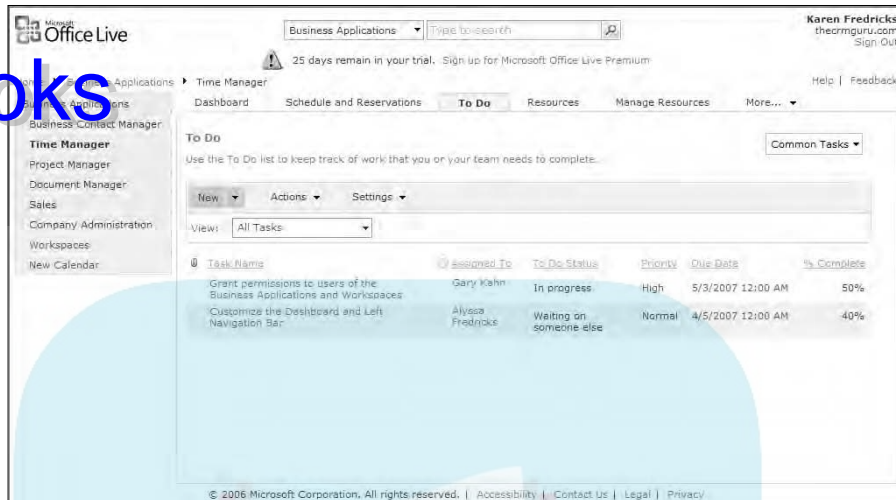 Microsoft
Office Live
Business Applications
Type to search
Karen Fredricks
thecrmguru.com
Sign Out
25 days remain in your trial. Sign up for Microsoft Office Live Premium
oks
Applications ▸ Time Manager
Help | Feedback
Dashboard Schedule and Reservations To Do Resources Manage Resources More...
Business Applications
Business Contact Manager
Time Manager
Project Manager
Document Manager
Sales
Company Administration
Workspaces
New Calendar
To Do
Common Tasks
Use the To Do list to keep track of work that you or your team needs to complete.
New Actions Settings
View: All Tasks
Task Name Assigned To To Do Status Priority Due Date % Complete
Grant permissions to users of the Gary Kahn In progress High 5/3/2007 12:00 AM 50%
Business Applications and Workspaces
Customize the Dashboard and Left Alyssa Waiting on Normal 4/5/2007 12:00 AM 40%
Navigation Bar Fredricks someone else
© 2006 Microsoft Corporation. All rights reserved. | Accessibility | Contact Us | Legal | Privacy